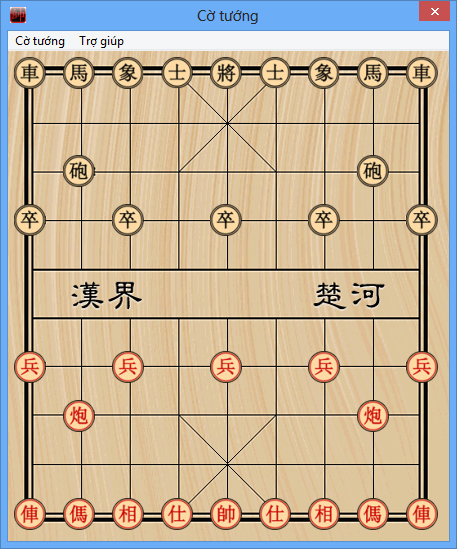 Cờ tướng
Cờ tướng Trợ giúp
車 馬 象 士 將 士 象 馬 車
砲 砲
卒 卒 卒 卒 卒
漢界 楚河
兵 兵 兵 兵 兵
炮 炮
俥 傌 相 仕 帥 仕 相 傌 俥